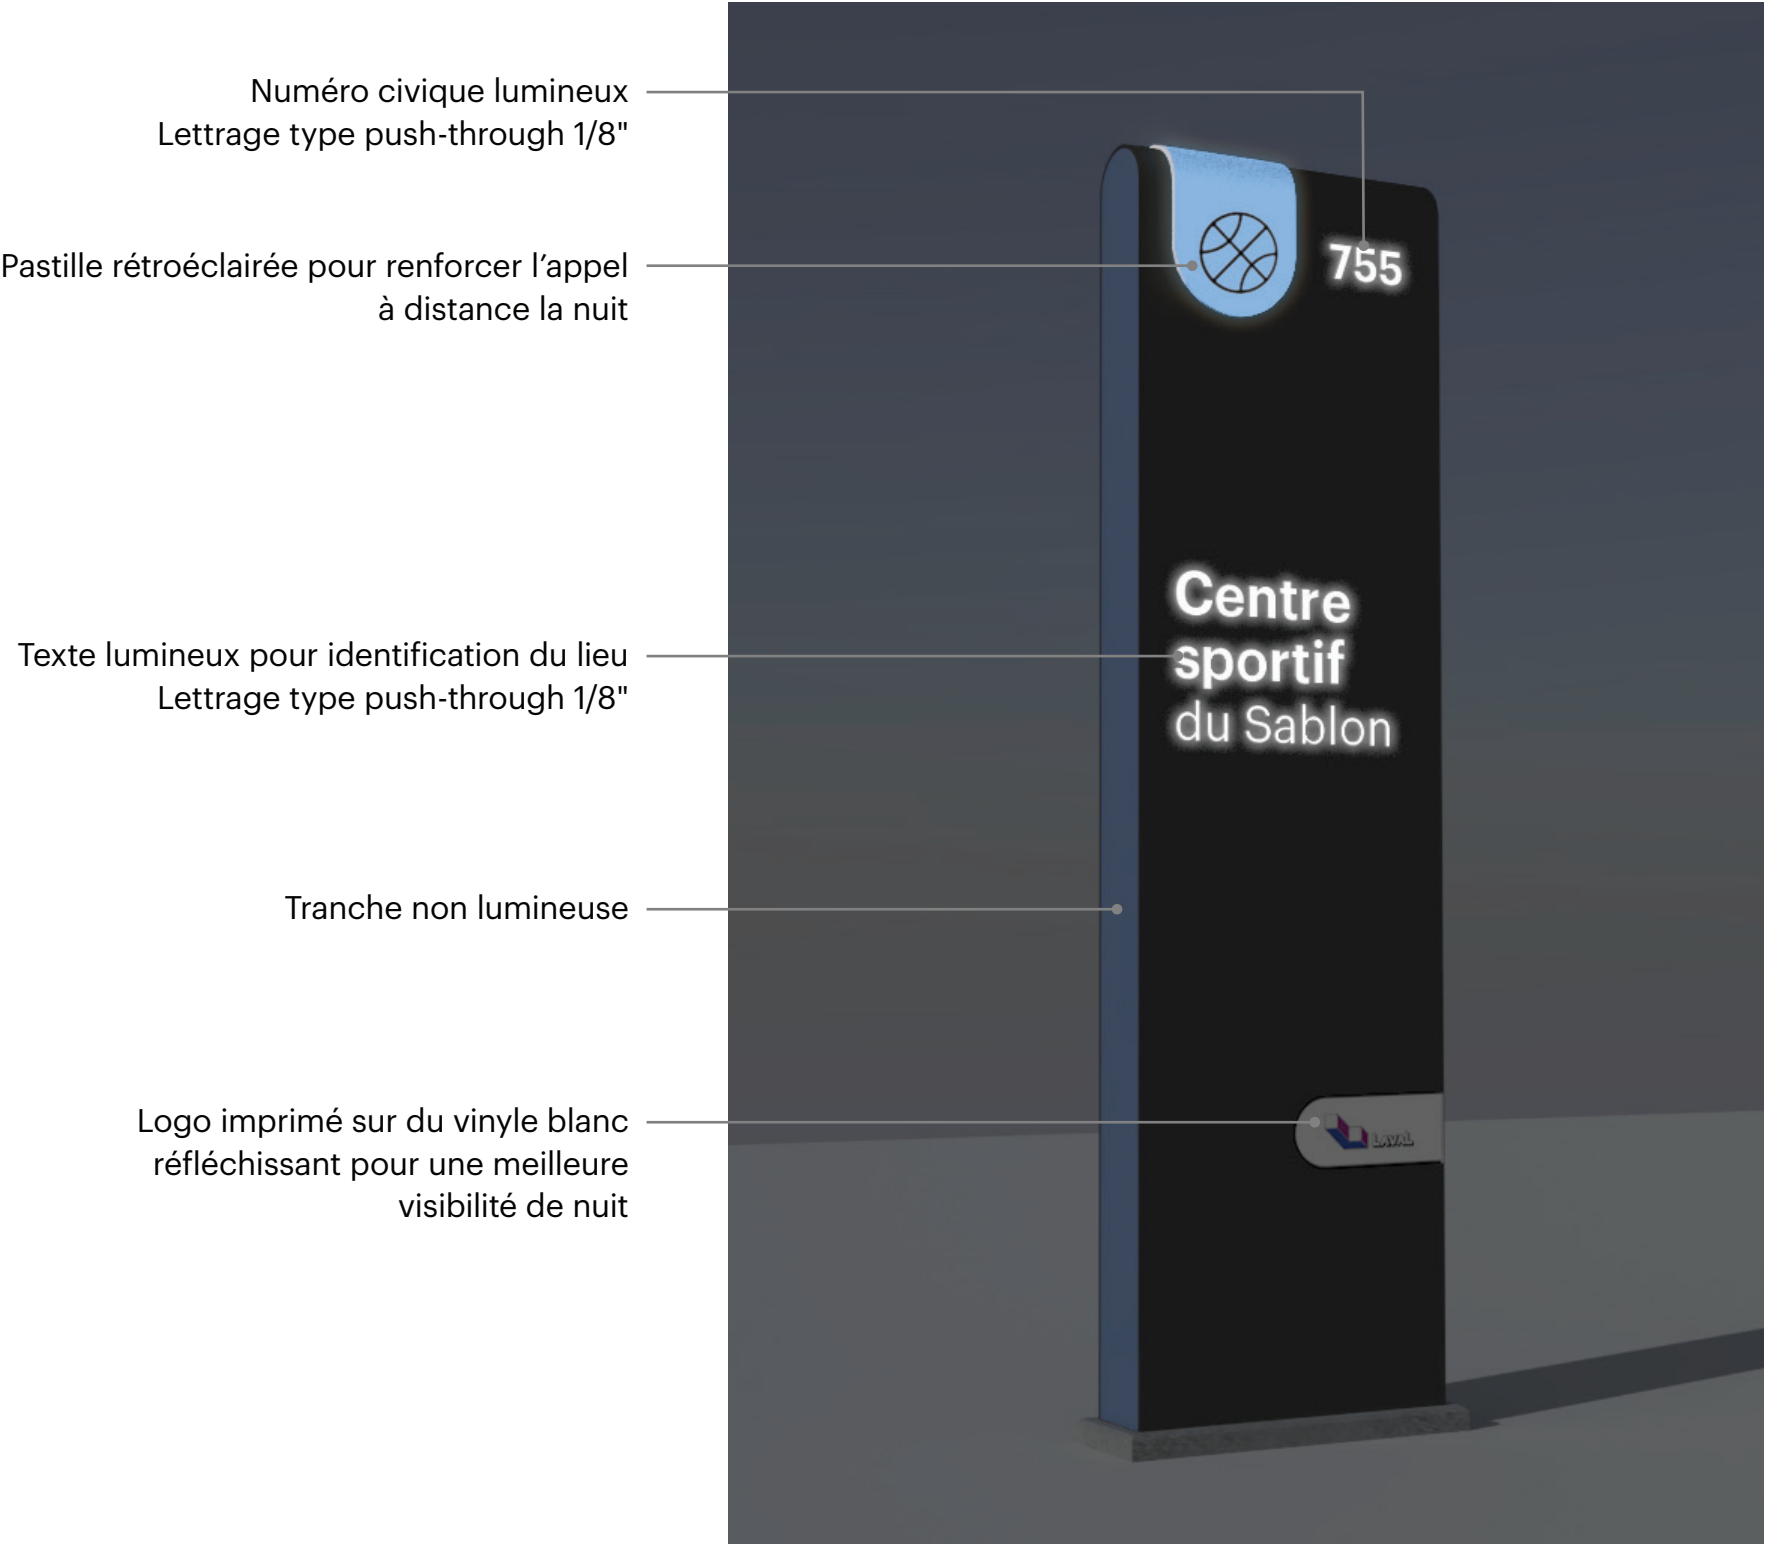 Numéro civique lumineux
Lettrage type push-through 1/8"
755
Pastille rétroéclairée pour renforcer l’appel
à distance la nuit
Texte lumineux pour identification du lieu
Lettrage type push-through 1/8"
Centre
sportif
du Sablon
Tranche non lumineuse
Logo imprimé sur du vinyle blanc
réfléchissant pour une meilleure
visibilité de nuit
LAVAL